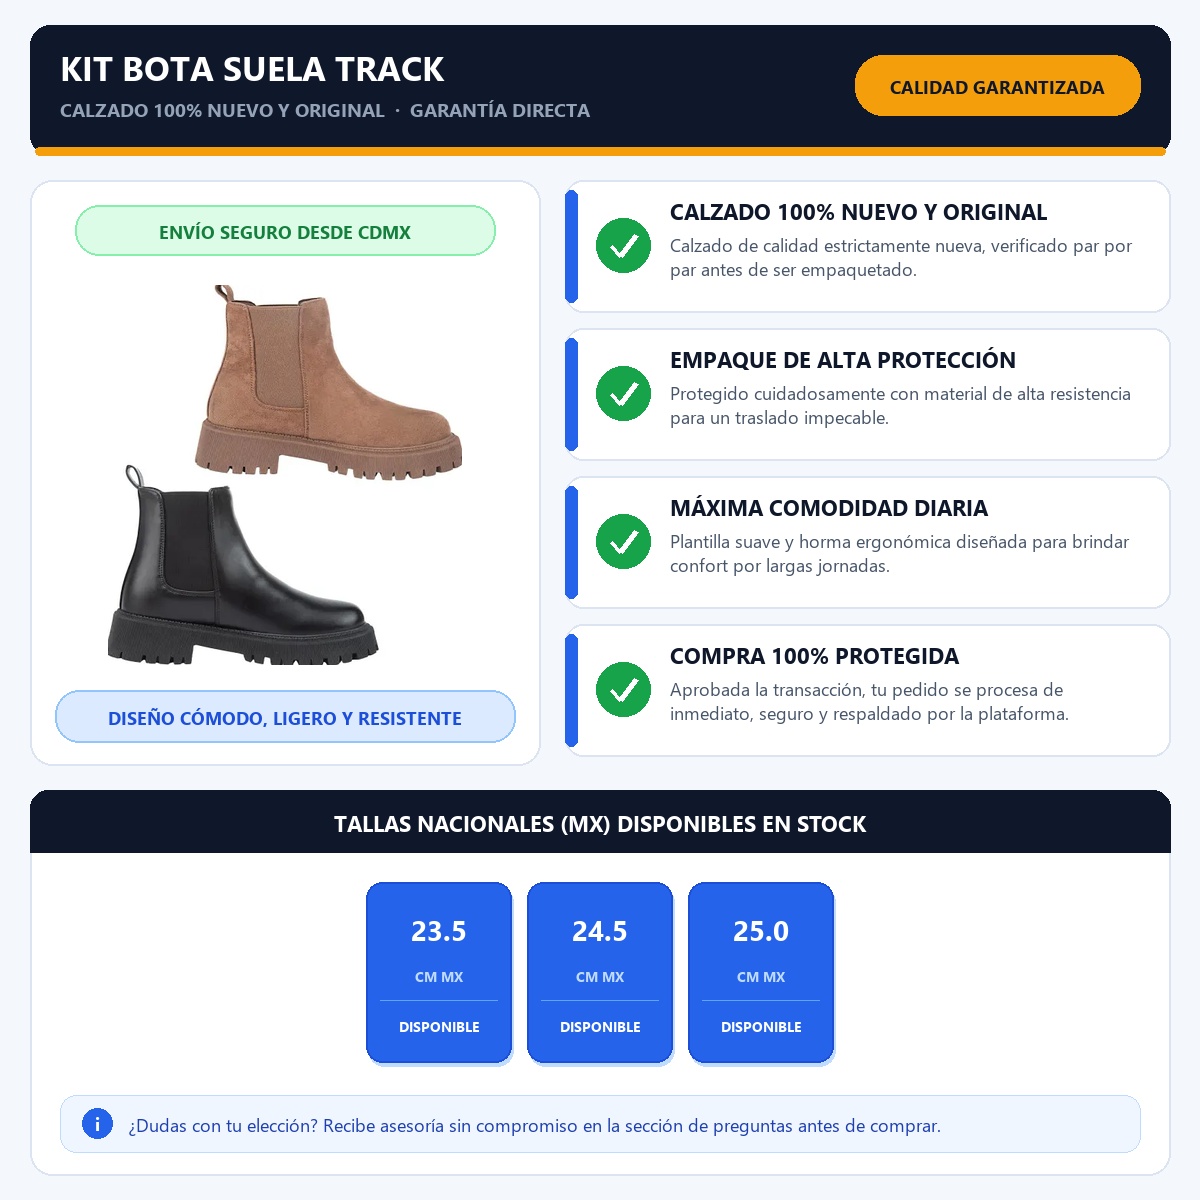 KIT BOTA SUELA TRACK
CALZADO 100% NUEVO Y ORIGINAL · GARANTÍA DIRECTA
CALIDAD GARANTIZADA
ENVÍO SEGURO DESDE CDMX
DISEÑO CÓMODO, LIGERO Y RESISTENTE
CALZADO 100% NUEVO Y ORIGINAL
Calzado de calidad estrictamente nueva, verificado par por
par antes de ser empaquetado.
EMPAQUE DE ALTA PROTECCIÓN
Protegido cuidadosamente con material de alta resistencia
para un traslado impecable.
MÁXIMA COMODIDAD DIARIA
Plantilla suave y horma ergonómica diseñada para brindar
confort por largas jornadas.
COMPRA 100% PROTEGIDA
Aprobada la transacción, tu pedido se procesa de
inmediato, seguro y respaldado por la plataforma.
TALLAS NACIONALES (MX) DISPONIBLES EN STOCK
23.5
CM MX
DISPONIBLE
24.5
CM MX
DISPONIBLE
25.0
CM MX
DISPONIBLE
¿Dudas con tu elección? Recibe asesoría sin compromiso en la sección de preguntas antes de comprar.